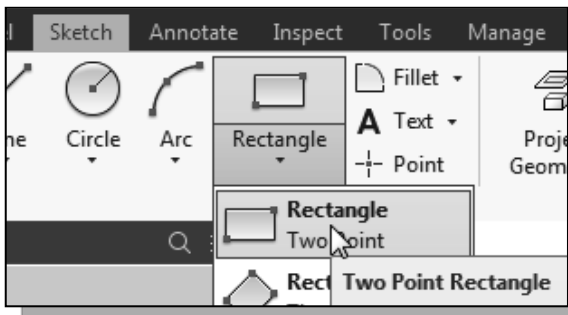 Sketch Annotate Inspect Tools Manage
Fillet
Text
Circle Arc Rectangle
Point
Rectangle
Two Point
Two Point Rectangle